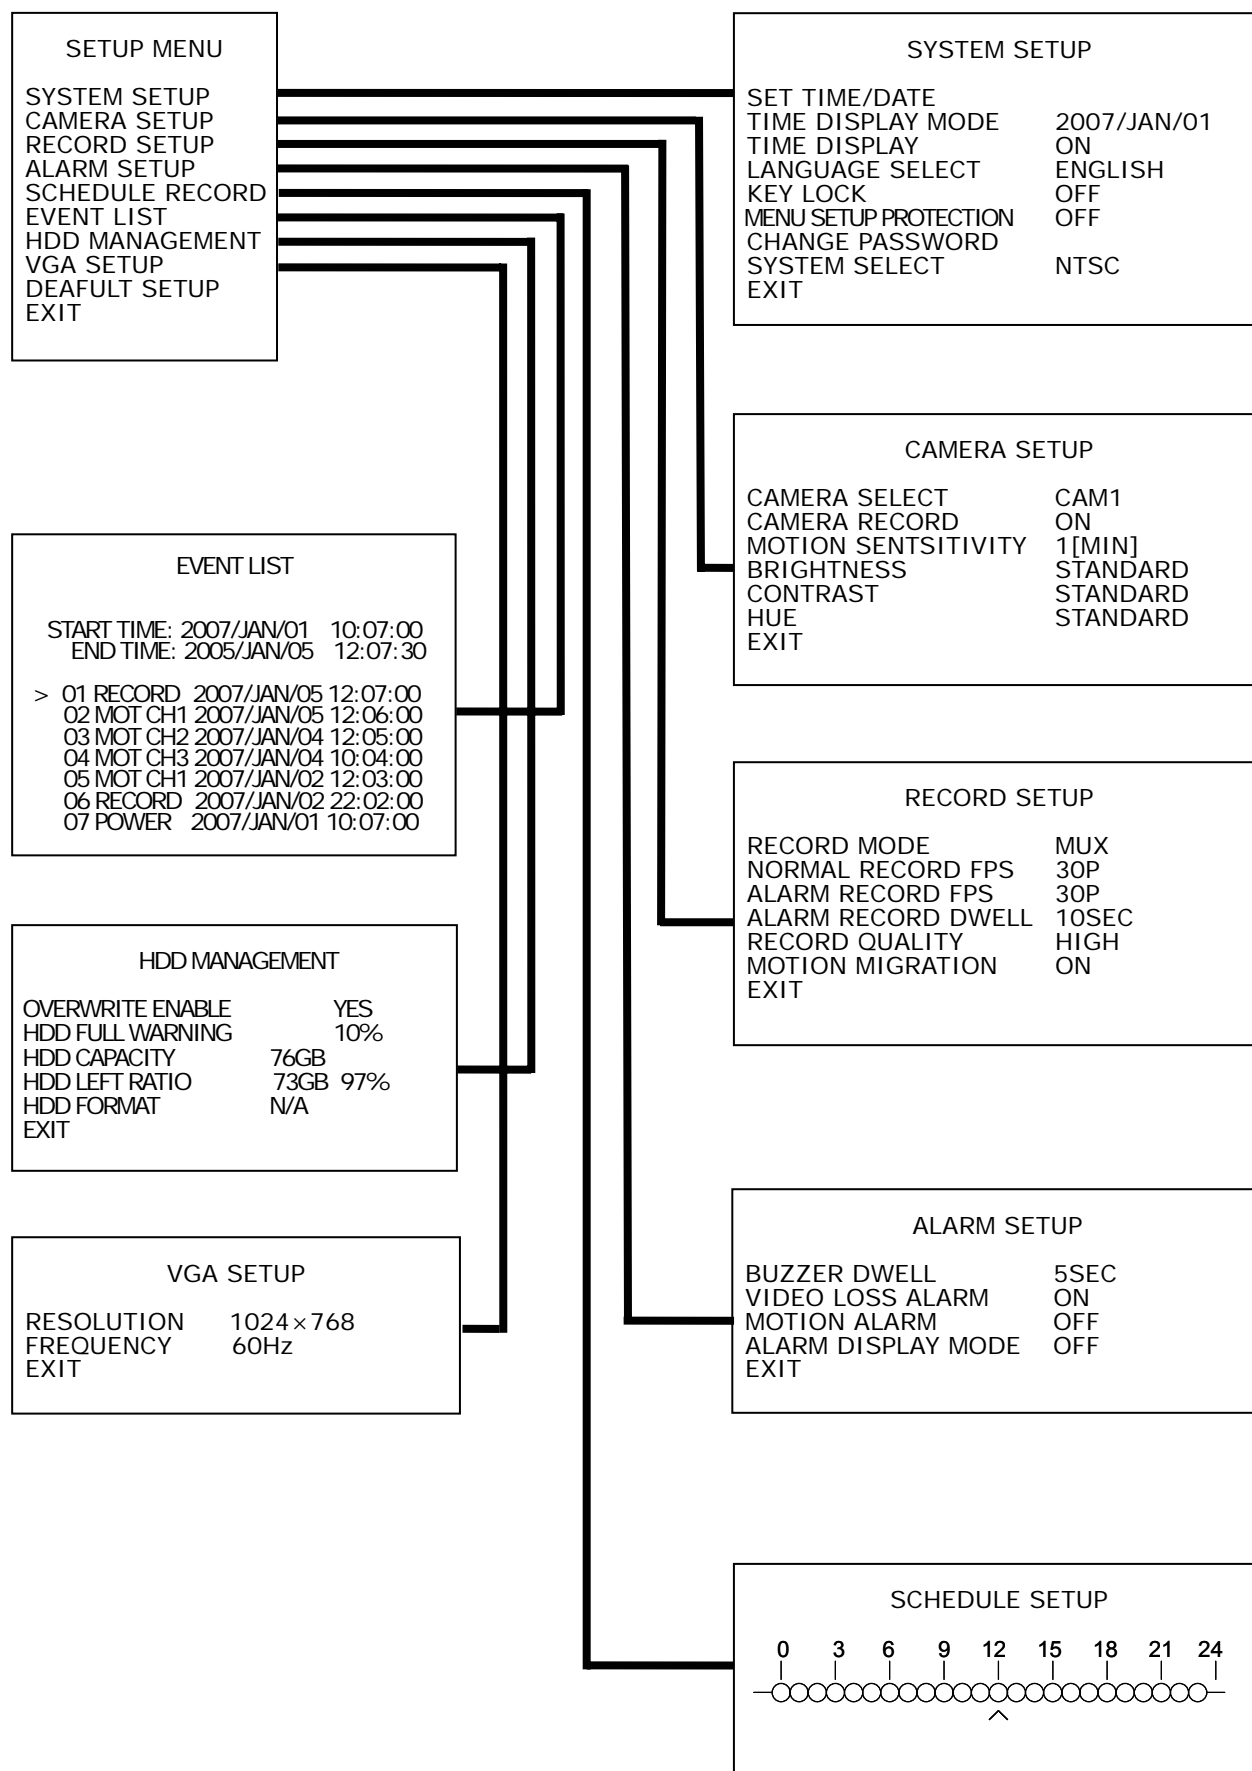 SETUP MENU
SYSTEM SETUP
CAMERA SETUP
RECORD SETUP
ALARM SETUP
SCHEDULE RECORD
EVENT LIST
HDD MANAGEMENT
VGA SETUP
DEAFULT SETUP
EXIT
SYSTEM SETUP
SET TIME/DATE
TIME DISPLAY MODE 2007/JAN/01
TIME DISPLAY ON
LANGUAGE SELECT ENGLISH
KEY LOCK OFF
MENU SETUP PROTECTION OFF
CHANGE PASSWORD
SYSTEM SELECT NTSC
EXIT
CAMERA SETUP
CAMERA SELECT CAM1
CAMERA RECORD ON
MOTION SENTSITIVITY 1[MIN]
BRIGHTNESS STANDARD
CONTRAST STANDARD
HUE STANDARD
EXIT
EVENT LIST
START TIME: 2007/JAN/01 10:07:00
END TIME: 2005/JAN/05 12:07:30
> 01 RECORD 2007/JAN/05 12:07:00
02 MOT CH1 2007/JAN/05 12:06:00
03 MOT CH2 2007/JAN/04 12:05:00
04 MOT CH3 2007/JAN/04 10:04:00
05 MOT CH1 2007/JAN/02 12:03:00
06 RECORD 2007/JAN/02 22:02:00
07 POWER 2007/JAN/01 10:07:00
RECORD SETUP
RECORD MODE MUX
NORMAL RECORD FPS 30P
ALARM RECORD FPS 30P
ALARM RECORD DWELL 10SEC
RECORD QUALITY HIGH
MOTION MIGRATION ON
EXIT
HDD MANAGEMENT
OVERWRITE ENABLE YES
HDD FULL WARNING 10%
HDD CAPACITY 76GB
HDD LEFT RATIO 73GB 97%
HDD FORMAT N/A
EXIT
ALARM SETUP
BUZZER DWELL 5SEC
VIDEO LOSS ALARM ON
MOTION ALARM OFF
ALARM DISPLAY MODE OFF
EXIT
VGA SETUP
RESOLUTION 1024×768
FREQUENCY 60Hz
EXIT
SCHEDULE SETUP
0 3 6 9 12 15 18 21 24